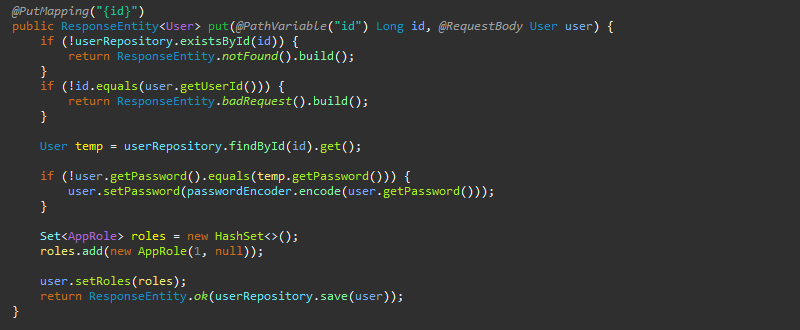 @PutMapping("{id}")
public ResponseEntity<User> put(@PathVariable("id") Long id, @RequestBody User user) {
    if (!userRepository.existsById(id)) {
        return ResponseEntity.notFound().build();
    }
    if (!id.equals(user.getUserId())) {
        return ResponseEntity.badRequest().build();
    }

    User temp = userRepository.findById(id).get();

    if (!user.getPassword().equals(temp.getPassword())) {
        user.setPassword(passwordEncoder.encode(user.getPassword()));
    }

    Set<AppRole> roles = new HashSet<>();
    roles.add(new AppRole(1, null));

    user.setRoles(roles);
    return ResponseEntity.ok(userRepository.save(user));
}